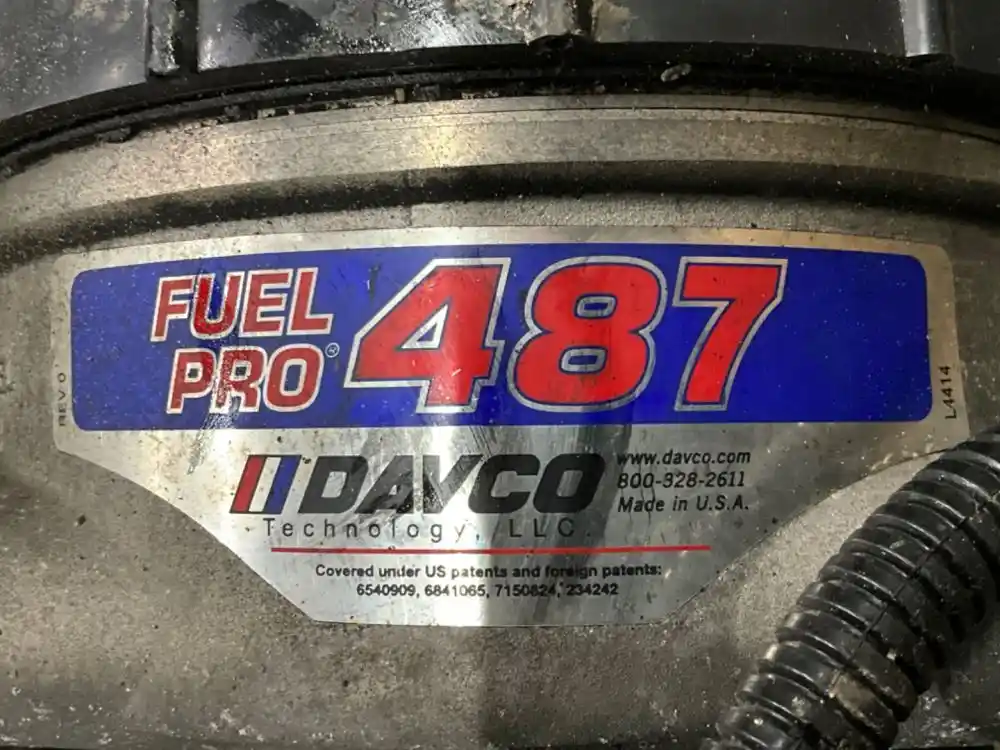 FUEL
PRO® 487
REV 0
L4414
DAVCO
Technology, LLC.
www.davco.com
800-328-2611
Made in U.S.A.
Covered under US patents and foreign patents:
6540909, 6841065, 7150824, 234242